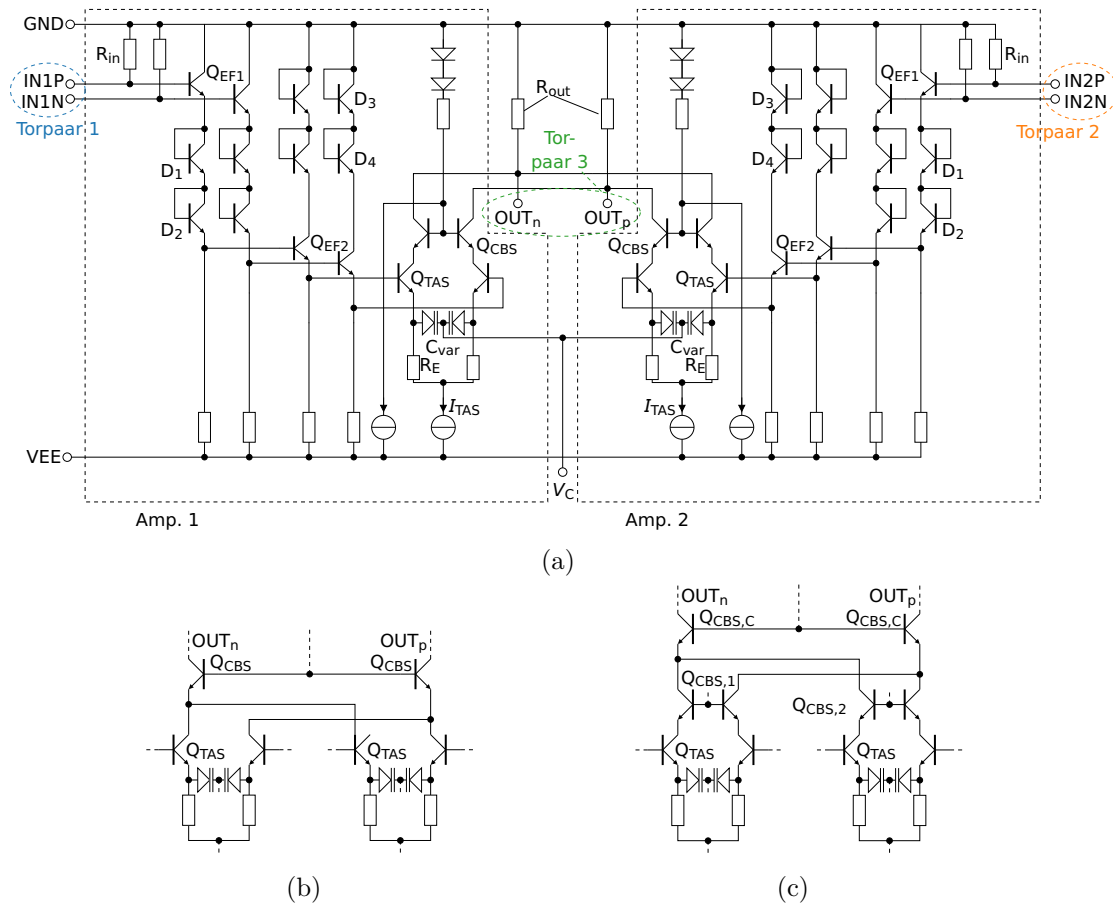 GND
R_in
Q_EF1
D_3
R_out
D_3
Q_EF1
R_in
IN1P
IN1N
Torpaar 1
IN2P
IN2N
Torpaar 2
Tor-
paar 3
D_1
D_4
D_4
D_1
D_2
Q_EF2
OUT_n
OUT_p
Q_CBS
Q_CBS
Q_EF2
D_2
Q_TAS
Q_TAS
C_var
C_var
R_E
R_E
I_TAS
I_TAS
VEE
V_C
Amp. 1
Amp. 2
(a)
OUT_n
OUT_p
Q_CBS
Q_CBS
Q_TAS
Q_TAS
(b)
OUT_n
OUT_p
Q_CBS,C
Q_CBS,C
Q_CBS,1
Q_CBS,2
Q_TAS
Q_TAS
(c)